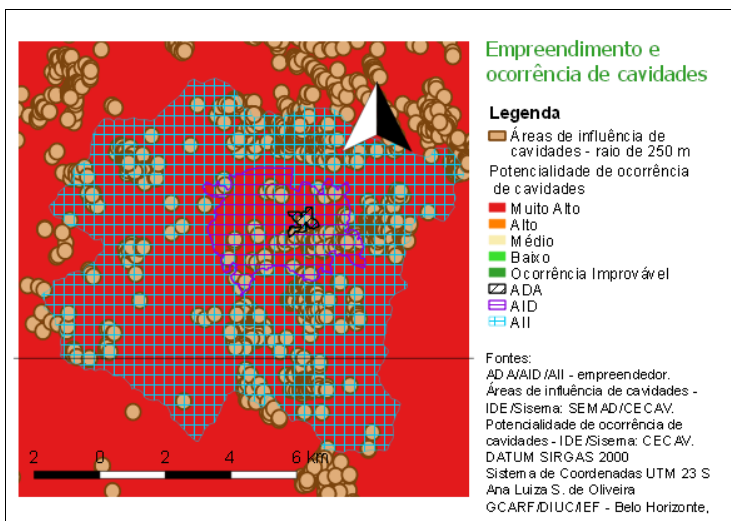 Empreendimento e
ocorrência de cavidades
Legenda
Áreas de influência de
cavidades - raio de 250 m
Potencialidade de ocorrência
de cavidades
Muito Alto
Alto
Médio
Baixo
Ocorrência Improvável
ADA
AID
AII
Fontes:
ADA/AID/AII - empreendedor.
Áreas de influência de cavidades -
IDE/Sisema: SEMAD/CECAV.
Potencialidade de ocorrência de
cavidades - IDE/Sisema: CECAV.
DATUM SIRGAS 2000
Sistema de Coordenadas UTM 23 S
Ana Luiza S. de Oliveira
GCARF/DIUC/IEF - Belo Horizonte,
2 0 2 4 6 km